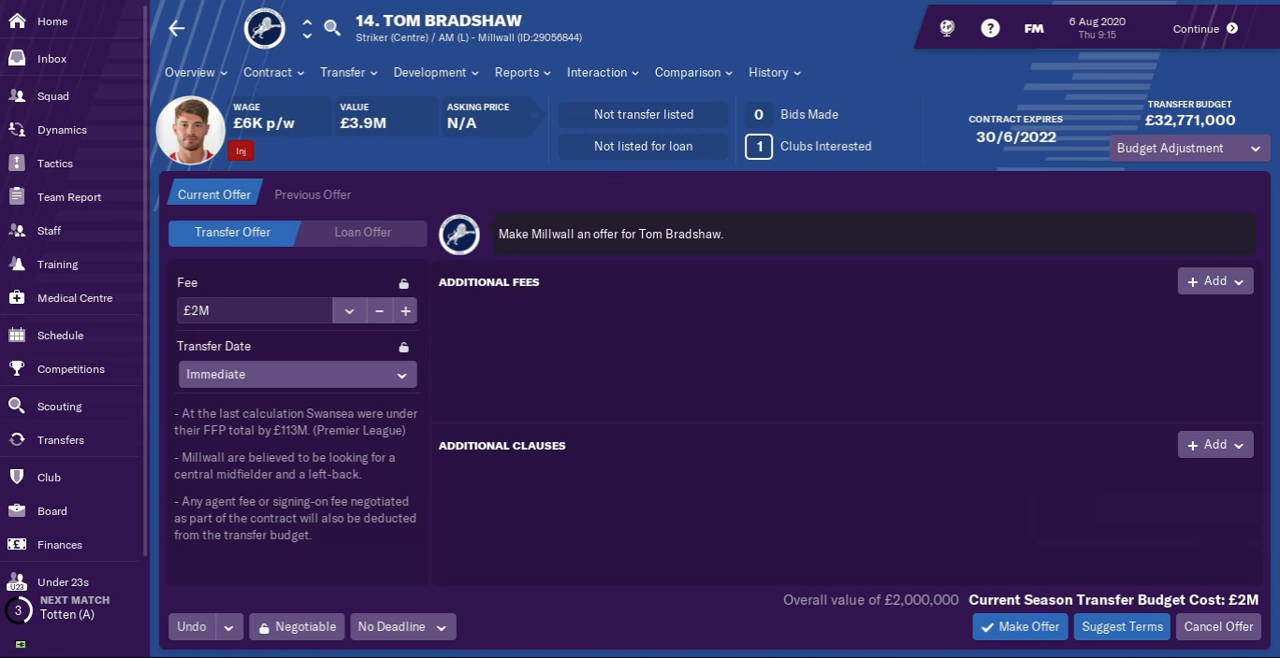 Home
Inbox
Squad
Dynamics
Tactics
Team Report
Staff
Training
Medical Centre
Schedule
Competitions
Scouting
Transfers
Club
Board
Finances
U23
Under 23s
3
NEXT MATCH
Totten (A)
14. TOM BRADSHAW
Striker (Centre) / AM (L) - Millwall (ID:29056844)
? FM
6 Aug 2020
Thu 9:15
Continue
Overview Contract Transfer Development Reports Interaction Comparison History
WAGE
£6K p/w
VALUE
£3.9M
ASKING PRICE
N/A
Inj
Not transfer listed
Not listed for loan
0 Bids Made
1 Clubs Interested
CONTRACT EXPIRES
30/6/2022
TRANSFER BUDGET
£32,771,000
Budget Adjustment
Current Offer Previous Offer
Transfer Offer Loan Offer
Make Millwall an offer for Tom Bradshaw.
Fee
£2M
- +
Transfer Date
Immediate
- At the last calculation Swansea were under
their FFP total by £113M. (Premier League)
- Millwall are believed to be looking for a
central midfielder and a left-back.
- Any agent fee or signing-on fee negotiated
as part of the contract will also be deducted
from the transfer budget.
ADDITIONAL FEES
+ Add
ADDITIONAL CLAUSES
+ Add
Overall value of £2,000,000 Current Season Transfer Budget Cost: £2M
Undo Negotiable No Deadline
Make Offer Suggest Terms Cancel Offer